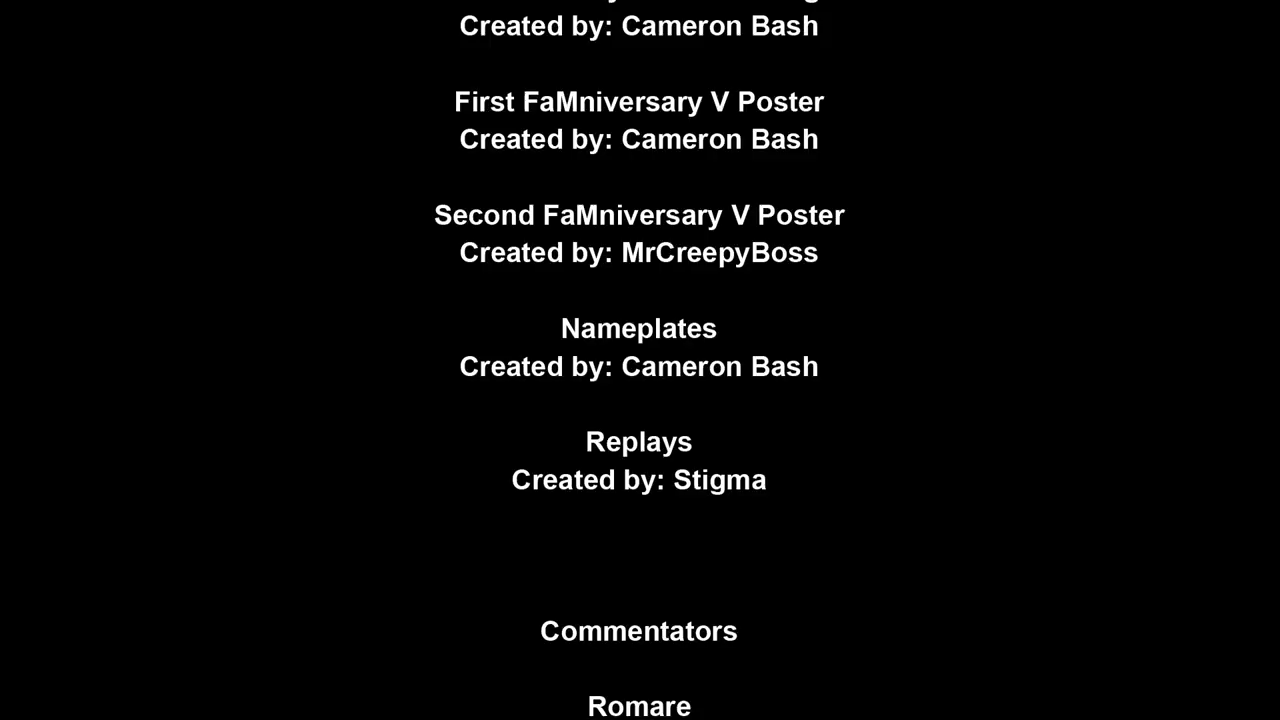 Created by: Cameron Bash
First FaMniversary V Poster
Created by: Cameron Bash
Second FaMniversary V Poster
Created by: MrCreepyBoss
Nameplates
Created by: Cameron Bash
Replays
Created by: Stigma
Commentators
Romare